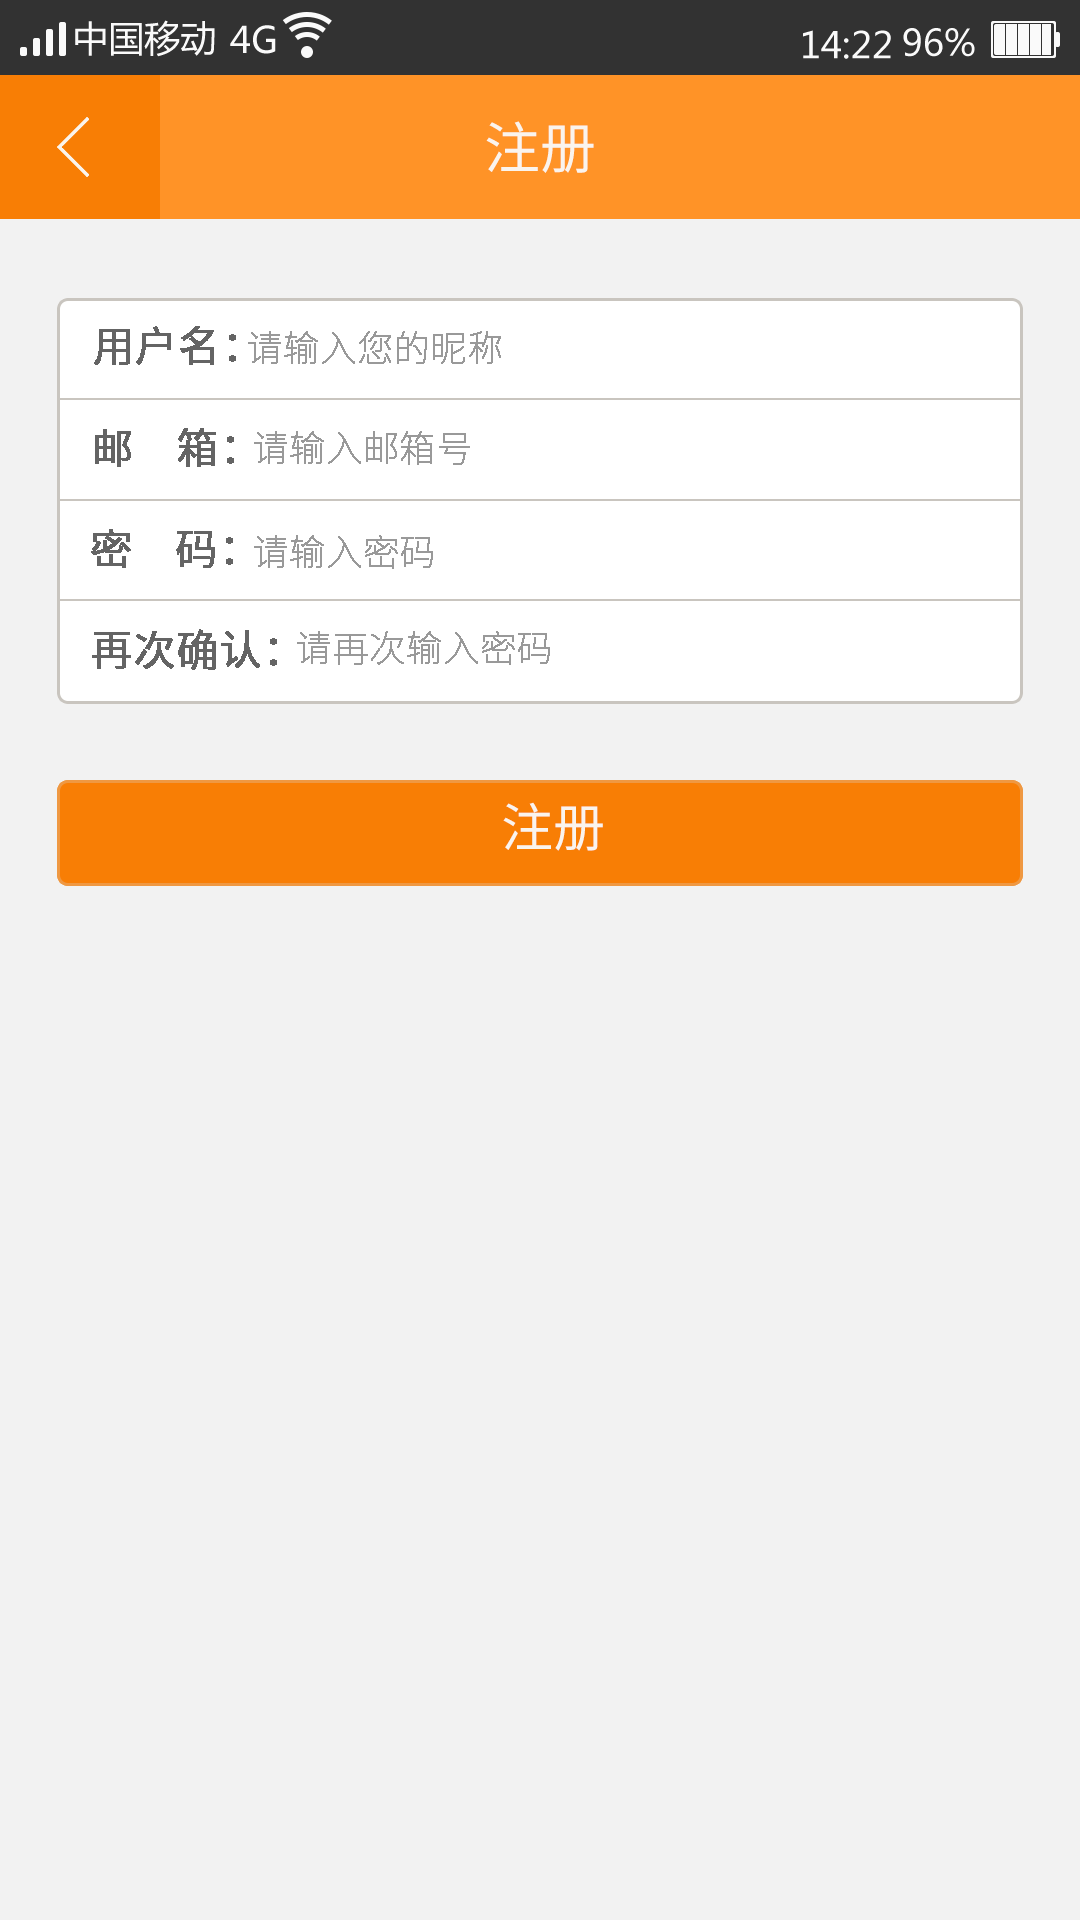 中国移动 4G 14:22 96%
注册
用户名：请输入您的昵称
邮 箱：请输入邮箱号
密 码：请输入密码
再次确认：请再次输入密码
注册